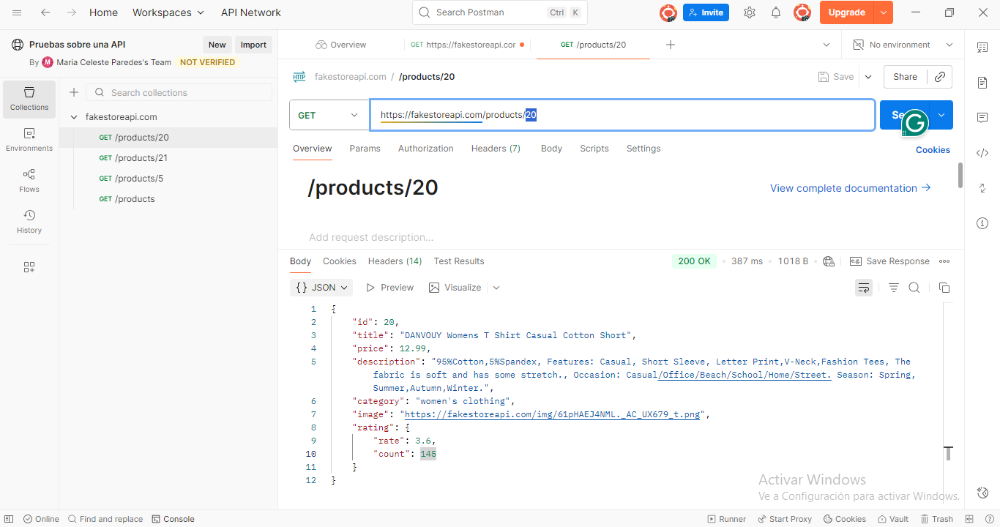 Home Workspaces API Network Search Postman Ctrl K Invite Upgrade
Pruebas sobre una API New Import
By M Maria Celeste Paredes's Team NOT VERIFIED
Overview GET https://fakestoreapi.cor GET /products/20 No environment
HTTP fakestoreapi.com / /products/20 Save Share
Collections
Environments
Flows
History
Search collections
fakestoreapi.com
GET /products/20
GET /products/21
GET /products/5
GET /products
GET https://fakestoreapi.com/products/20
Overview Params Authorization Headers (7) Body Scripts Settings Cookies
/products/20 View complete documentation
Add request description...
Body Cookies Headers (14) Test Results 200 OK 387 ms 1018 B e.g. Save Response
{} JSON Preview Visualize
1 {
2 "id": 20,
3 "title": "DANVOUY Womens T Shirt Casual Cotton Short",
4 "price": 12.99,
5 "description": "95%Cotton,5%Spandex, Features: Casual, Short Sleeve, Letter Print,V-Neck,Fashion Tees, The
fabric is soft and has some stretch., Occasion: Casual/Office/Beach/School/Home/Street. Season: Spring,
Summer,Autumn,Winter.",
6 "category": "women's clothing",
7 "image": "https://fakestoreapi.com/img/61pHAEJ4NML._AC_UX679_t.png",
8 "rating": {
9 "rate": 3.6,
10 "count": 145
11 }
12 }
Activar Windows
Ve a Configuración para activar Windows.
Online Find and replace Console Runner Start Proxy Cookies Vault Trash